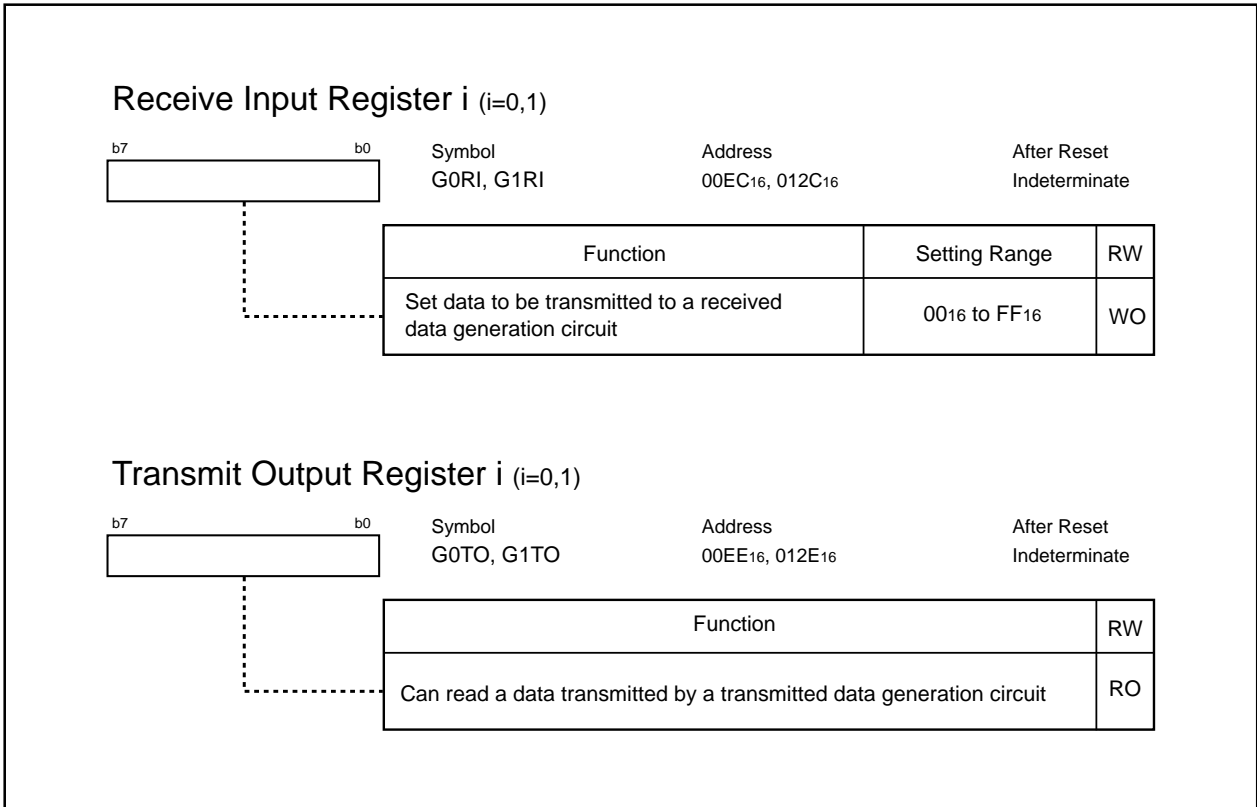 Receive Input Register i (i=0,1)
b7 b0 Symbol Address After Reset
G0RI, G1RI 00EC16, 012C16 Indeterminate
Function Setting Range RW
Set data to be transmitted to a received
data generation circuit
0016 to FF16 WO
Transmit Output Register i (i=0,1)
b7 b0 Symbol Address After Reset
G0TO, G1TO 00EE16, 012E16 Indeterminate
Function RW
Can read a data transmitted by a transmitted data generation circuit RO